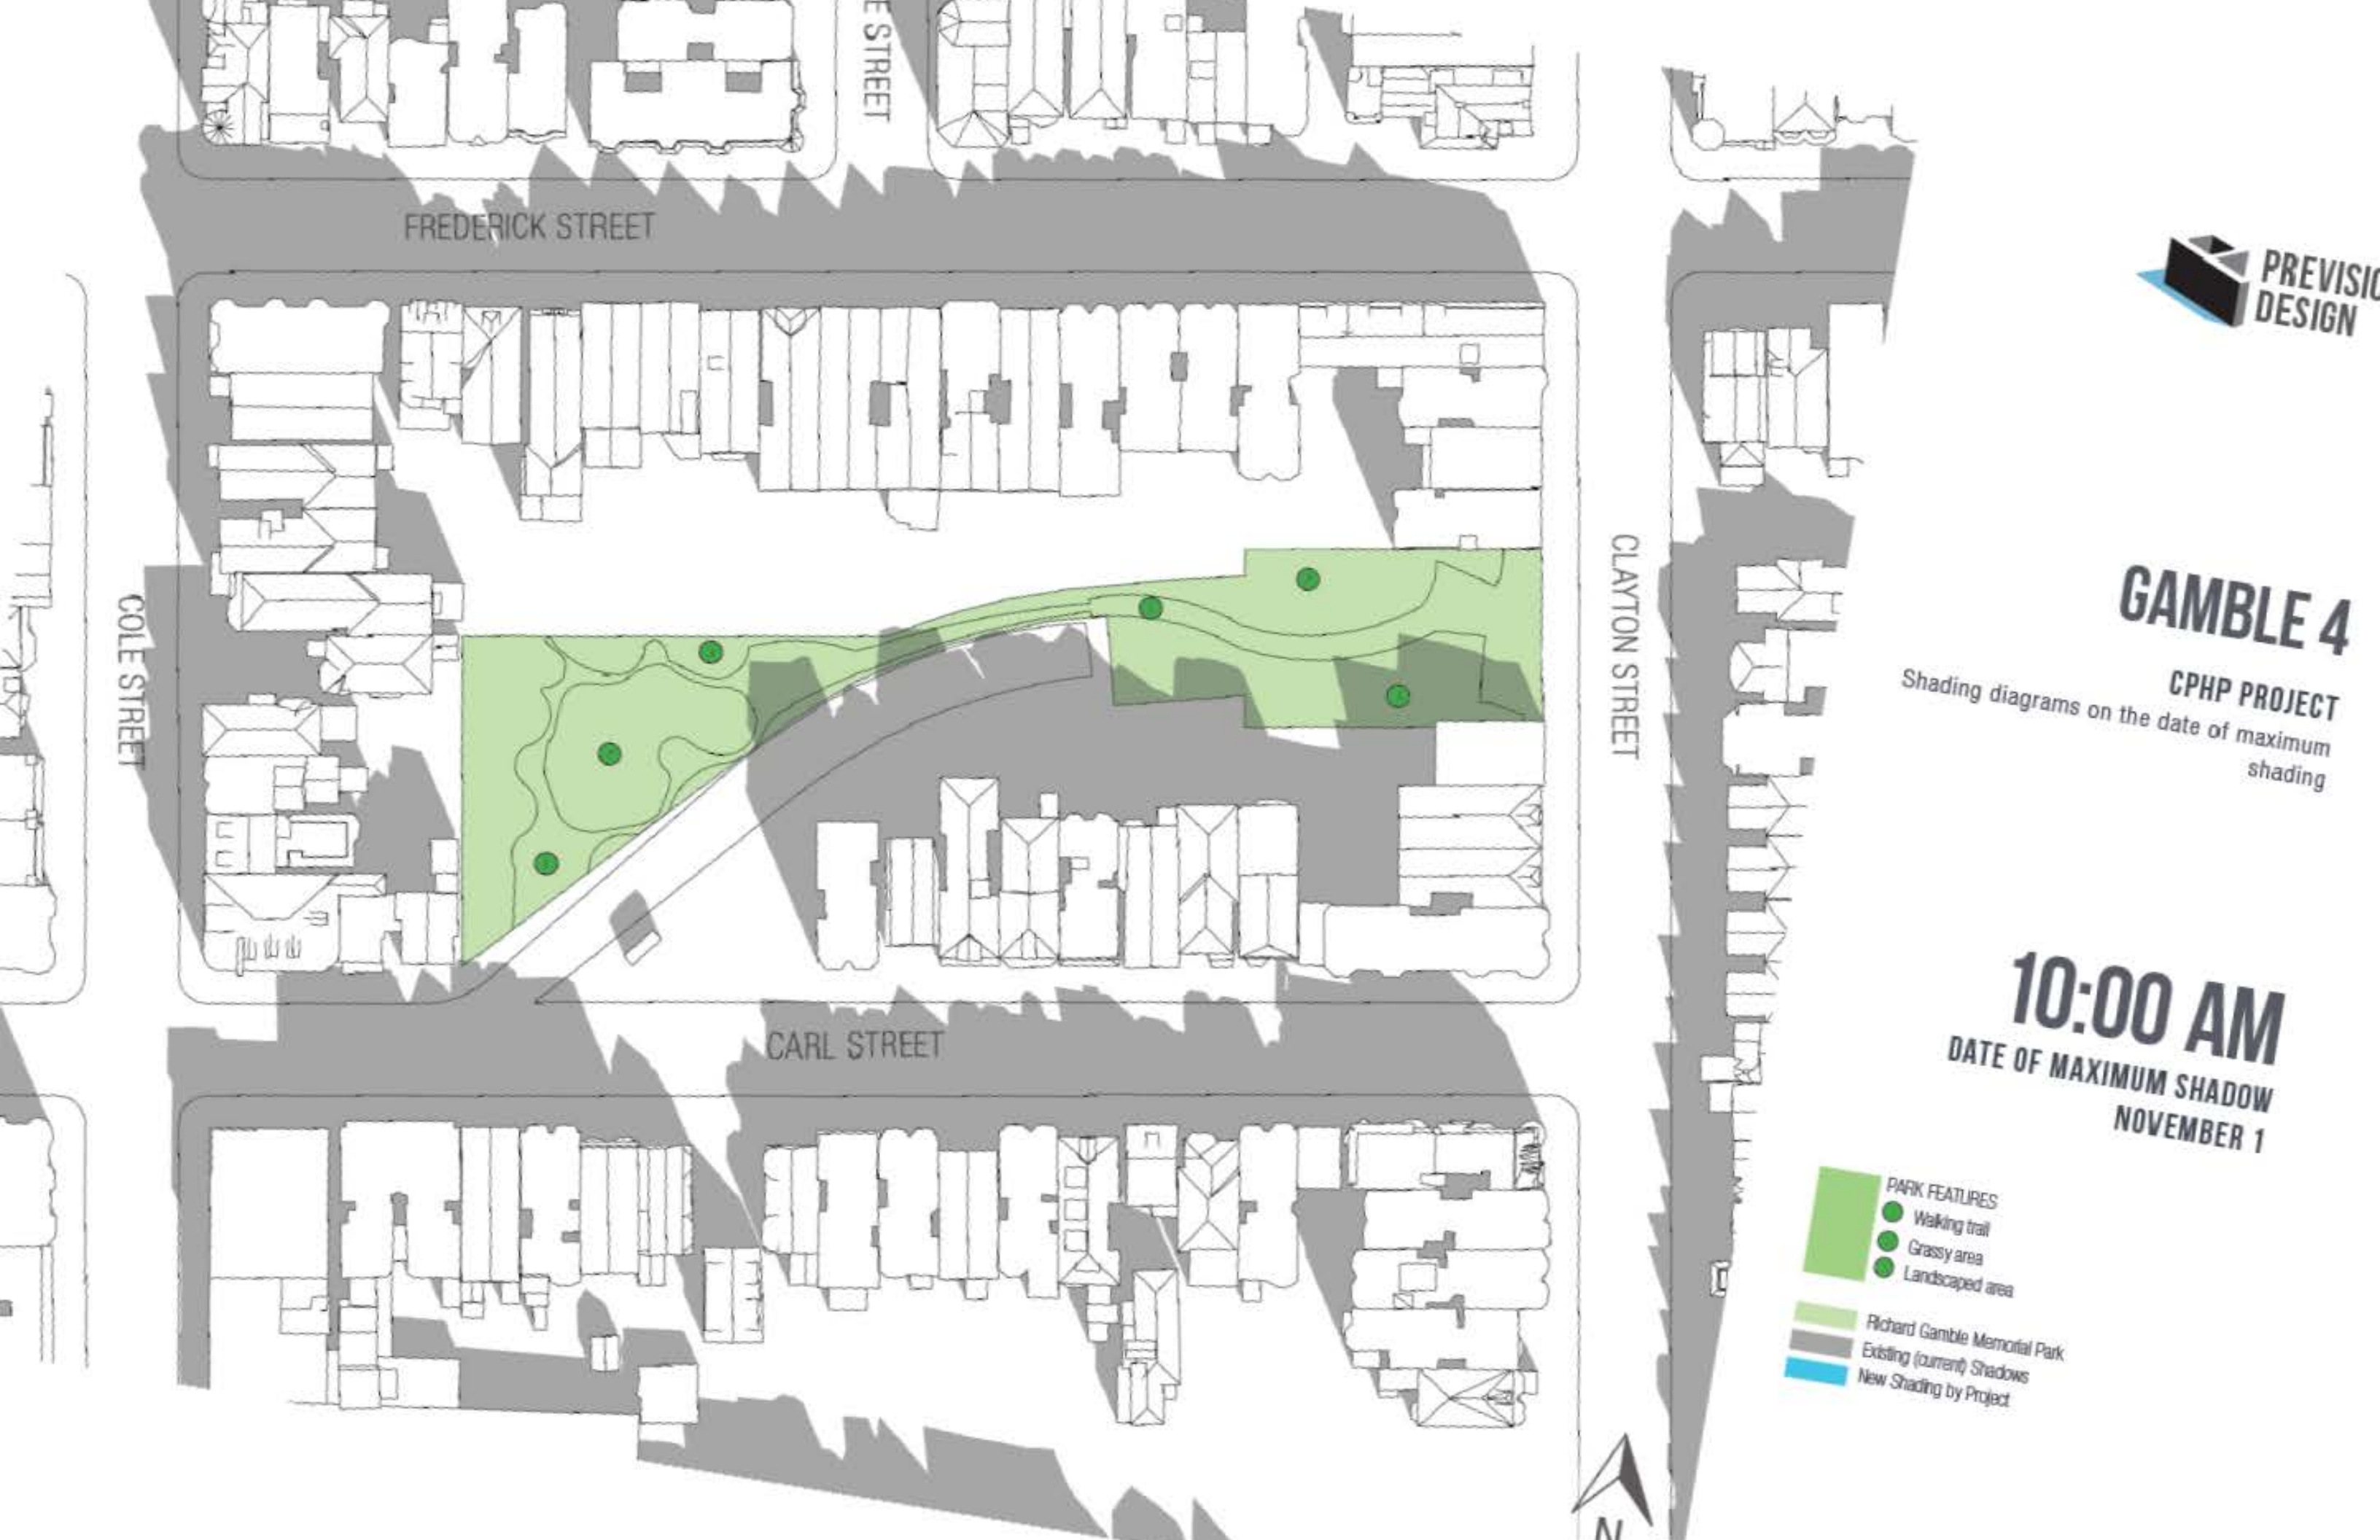 E STREET
FREDERICK STREET
COLE STREET
CLAYTON STREET
CARL STREET
PREVISIO
DESIGN
GAMBLE 4
CPHP PROJECT
Shading diagrams on the date of maximum
shading
10:00 AM
DATE OF MAXIMUM SHADOW
NOVEMBER 1
PARK FEATURES
Walking trail
Grassy area
Landscaped area
Richard Gamble Memorial Park
Existing (current) Shadows
New Shading by Project
N